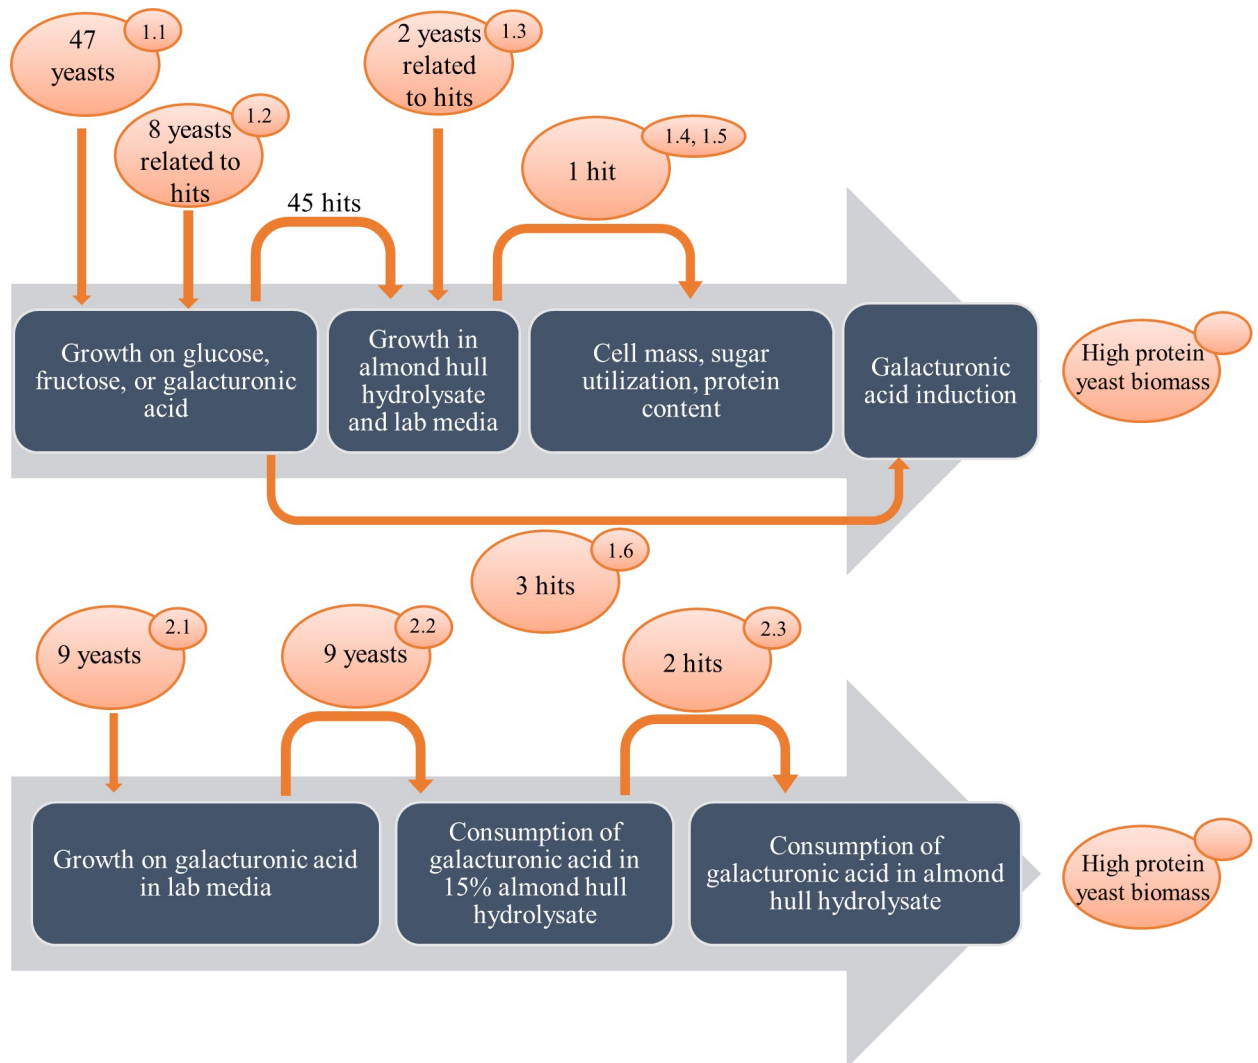 47
yeasts
1.1
8 yeasts
related to
hits
1.2
45 hits
2 yeasts
related
to hits
1.3
1 hit
1.4, 1.5
Growth on glucose,
fructose, or galacturonic
acid
Growth in
almond hull
hydrolysate
and lab media
Cell mass, sugar
utilization, protein
content
Galacturonic
acid induction
High protein
yeast biomass
3 hits
1.6
9 yeasts
2.1
9 yeasts
2.2
2 hits
2.3
Growth on galacturonic acid
in lab media
Consumption of
galacturonic acid in
15% almond hull
hydrolysate
Consumption of
galacturonic acid in almond
hull hydrolysate
High protein
yeast biomass